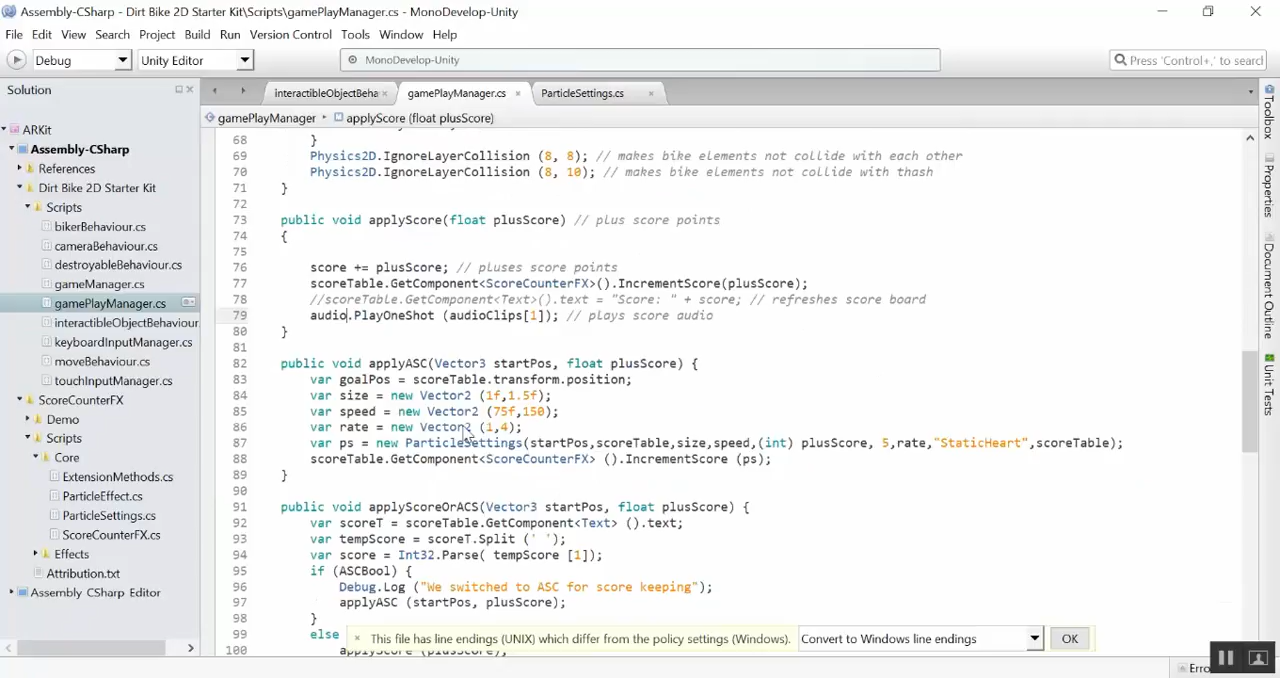 Assembly-CSharp - Dirt Bike 2D Starter Kit\Scripts\gamePlayManager.cs - MonoDevelop-Unity
File Edit View Search Project Build Run Version Control Tools Window Help
Debug Unity Editor MonoDevelop-Unity Press 'Control+,' to search
Solution
ARKit
Assembly-CSharp
References
Dirt Bike 2D Starter Kit
Scripts
bikerBehaviour.cs
cameraBehaviour.cs
destroyableBehaviour.cs
gameManager.cs
gamePlayManager.cs
interactibleObjectBehaviour
keyboardInputManager.cs
moveBehaviour.cs
touchInputManager.cs
ScoreCounterFX
Demo
Scripts
Core
ExtensionMethods.cs
ParticleEffect.cs
ParticleSettings.cs
ScoreCounterFX.cs
Effects
Attribution.txt
Assembly CSharp Editor
interactibleObjectBeha gamePlayManager.cs ParticleSettings.cs
gamePlayManager applyScore (float plusScore)
68 }
69 Physics2D.IgnoreLayerCollision (8, 8); // makes bike elements not collide with each other
70 Physics2D.IgnoreLayerCollision (8, 10); // makes bike elements not collide with thash
71 }
72
73 public void applyScore(float plusScore) // plus score points
74 {
75
76 score += plusScore; // pluses score points
77 scoreTable.GetComponent<ScoreCounterFX>().IncrementScore(plusScore);
78 //scoreTable.GetComponent<Text>().text = "Score: " + score; // refreshes score board
79 audio.PlayOneShot (audioClips[1]); // plays score audio
80 }
81
82 public void applyASC(Vector3 startPos, float plusScore) {
83 var goalPos = scoreTable.transform.position;
84 var size = new Vector2 (1f,1.5f);
85 var speed = new Vector2 (75f,150);
86 var rate = new Vector2 (1,4);
87 var ps = new ParticleSettings(startPos,scoreTable,size,speed,(int) plusScore, 5,rate,"StaticHeart",scoreTable);
88 scoreTable.GetComponent<ScoreCounterFX> ().IncrementScore (ps);
89 }
90
91 public void applyScoreOrACS(Vector3 startPos, float plusScore) {
92 var scoreT = scoreTable.GetComponent<Text> ().text;
93 var tempScore = scoreT.Split (' ');
94 var score = Int32.Parse( tempScore [1]);
95 if (ASCBool) {
96 Debug.Log ("We switched to ASC for score keeping");
97 applyASC (startPos, plusScore);
98 }
99 else
100 applyScore (plusScore);
This file has line endings (UNIX) which differ from the policy settings (Windows). Convert to Windows line endings OK
Toolbox
Properties
Document Outline
Unit Tests
Erro